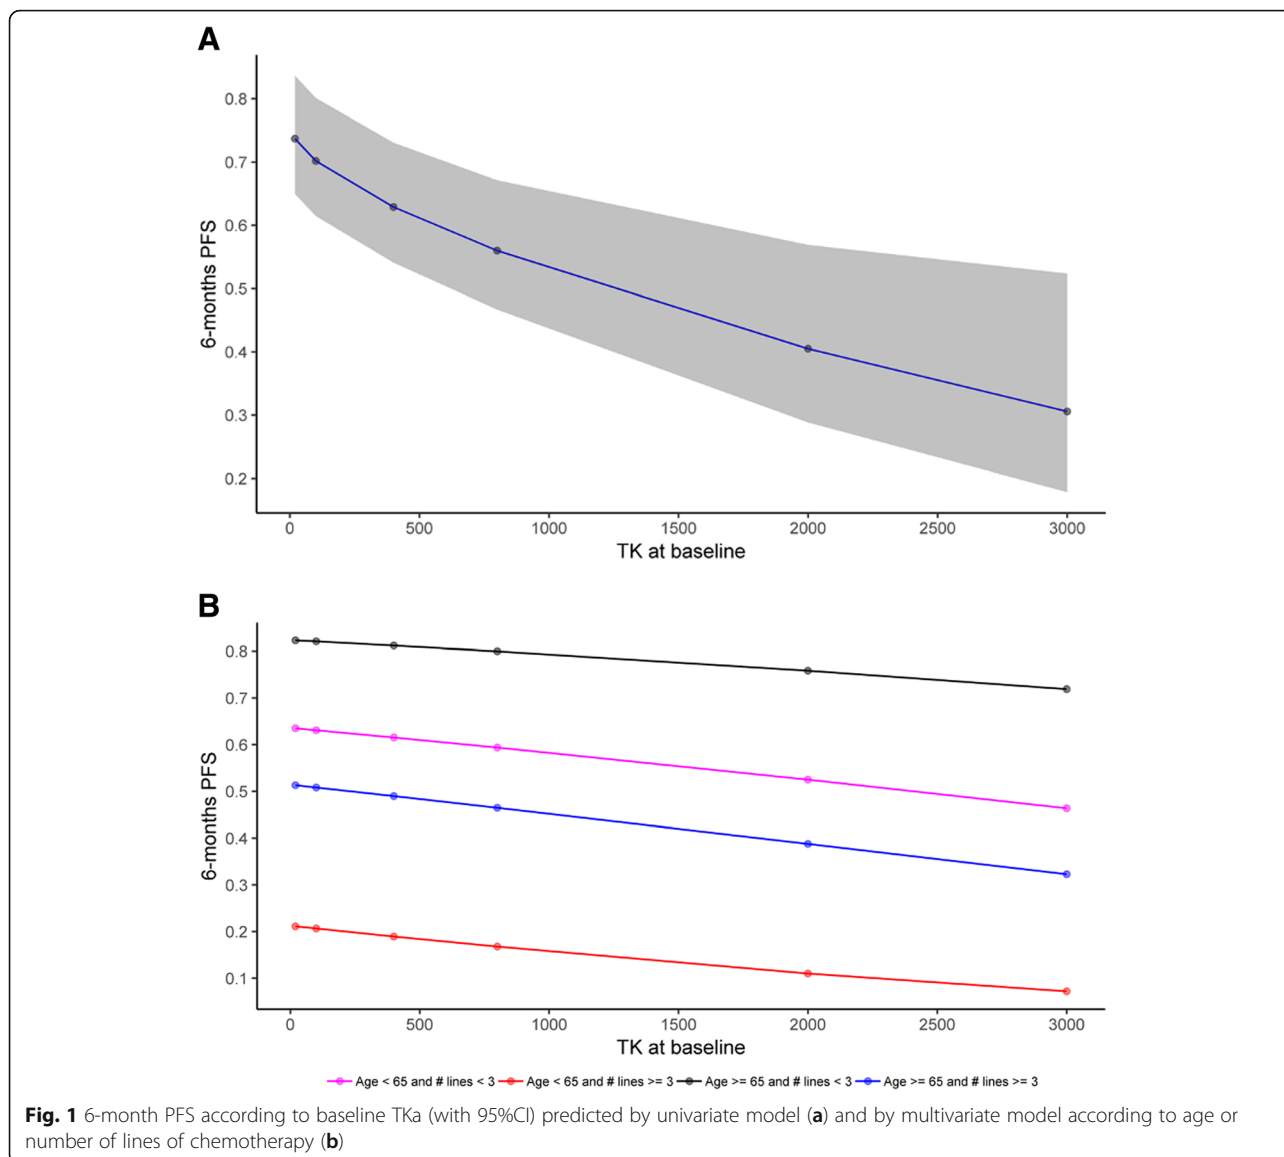 A
0.8
0.7
0.6
0.5
0.4
0.3
0.2
6-months PFS
0 500 1000 1500 2000 2500 3000
TK at baseline
B
0.8
0.7
0.6
0.5
0.4
0.3
0.2
0.1
6-months PFS
0 500 1000 1500 2000 2500 3000
TK at baseline
Age < 65 and # lines < 3 Age < 65 and # lines >= 3 Age >= 65 and # lines < 3 Age >= 65 and # lines >= 3
Fig. 1 6-month PFS according to baseline TKa (with 95%CI) predicted by univariate model (a) and by multivariate model according to age or
number of lines of chemotherapy (b)